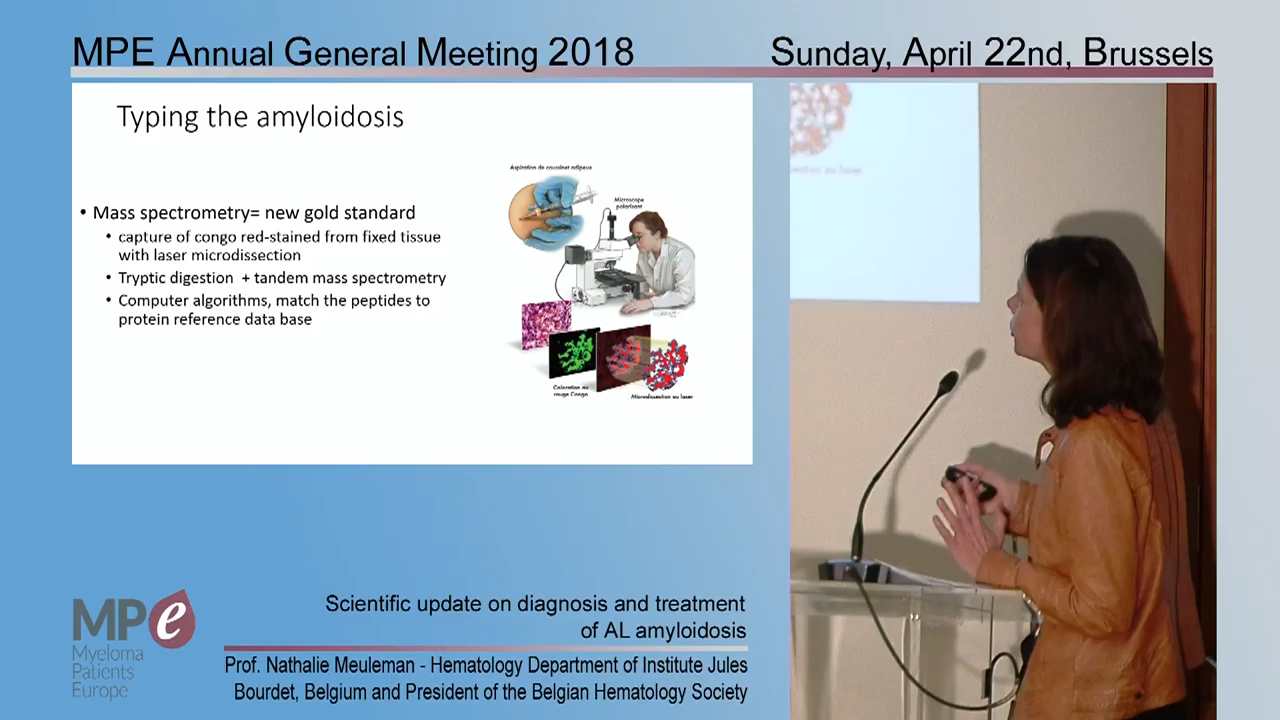 MPE Annual General Meeting 2018
Sunday, April 22nd, Brussels
Typing the amyloidosis
• Mass spectrometry= new gold standard
• capture of congo red-stained from fixed tissue
with laser microdissection
• Tryptic digestion + tandem mass spectrometry
• Computer algorithms, match the peptides to
protein reference data base
Aspiration de coussinet adipeux
Microscope
polarisant
Coloration au
rouge Congo
Microdissection au laser
MPe
Myeloma
Patients
Europe
Scientific update on diagnosis and treatment
of AL amyloidosis
Prof. Nathalie Meuleman - Hematology Department of Institute Jules
Bourdet, Belgium and President of the Belgian Hematology Society